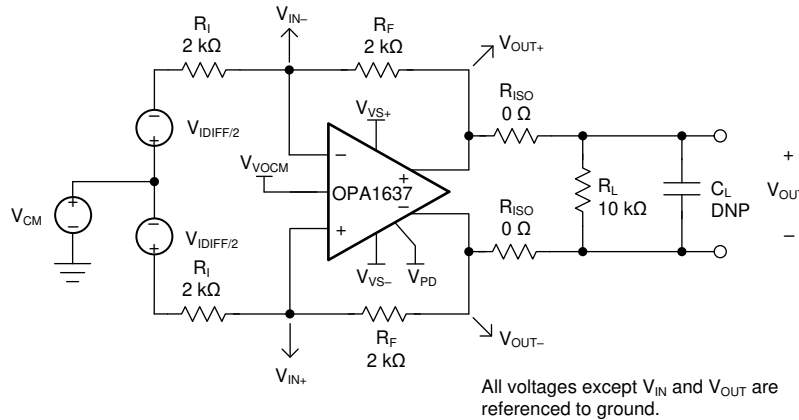 V_IN–
R_I
2 kΩ
R_F
2 kΩ
V_OUT+
R_ISO
0 Ω
–
+
V_IDIFF/2
V_VS+
–
V_VOCM
OPA1637
+
–
+
R_L
10 kΩ
C_L
DNP
+
V_OUT
–
V_CM
+
–
–
+
V_IDIFF/2
R_ISO
0 Ω
V_VS–
V_PD
R_I
2 kΩ
R_F
2 kΩ
V_OUT–
V_IN+
All voltages except V_IN and V_OUT are
referenced to ground.